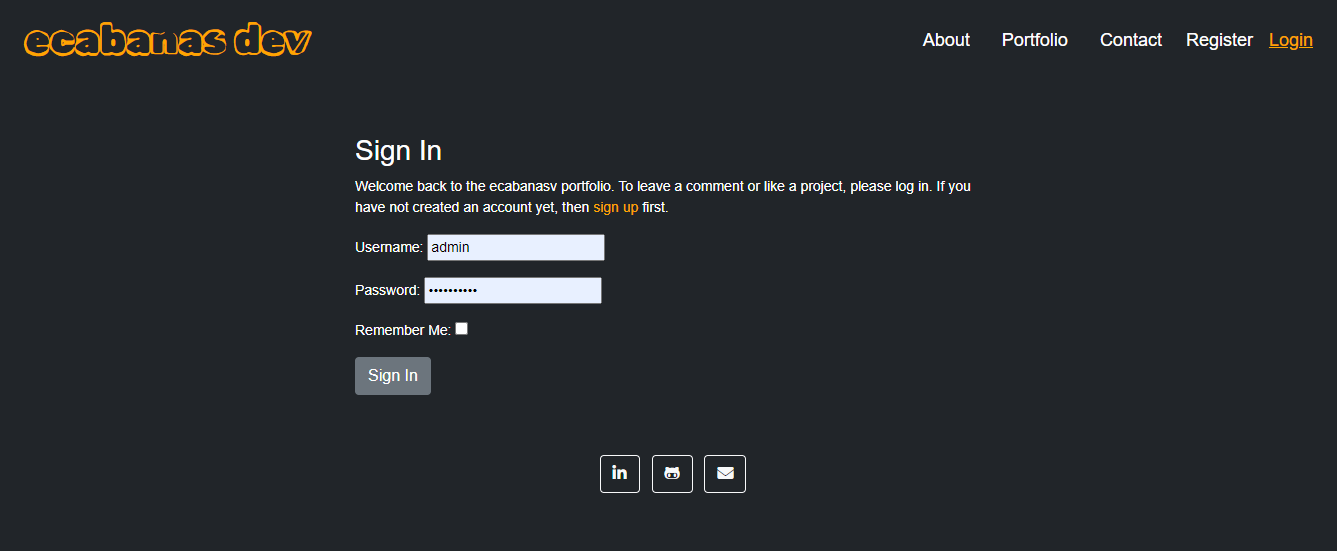 ecabanas dev
About Portfolio Contact Register Login
Sign In
Welcome back to the ecabanasv portfolio. To leave a comment or like a project, please log in. If you
have not created an account yet, then sign up first.
Username: admin
Password: ••••••••••
Remember Me:
Sign In
in